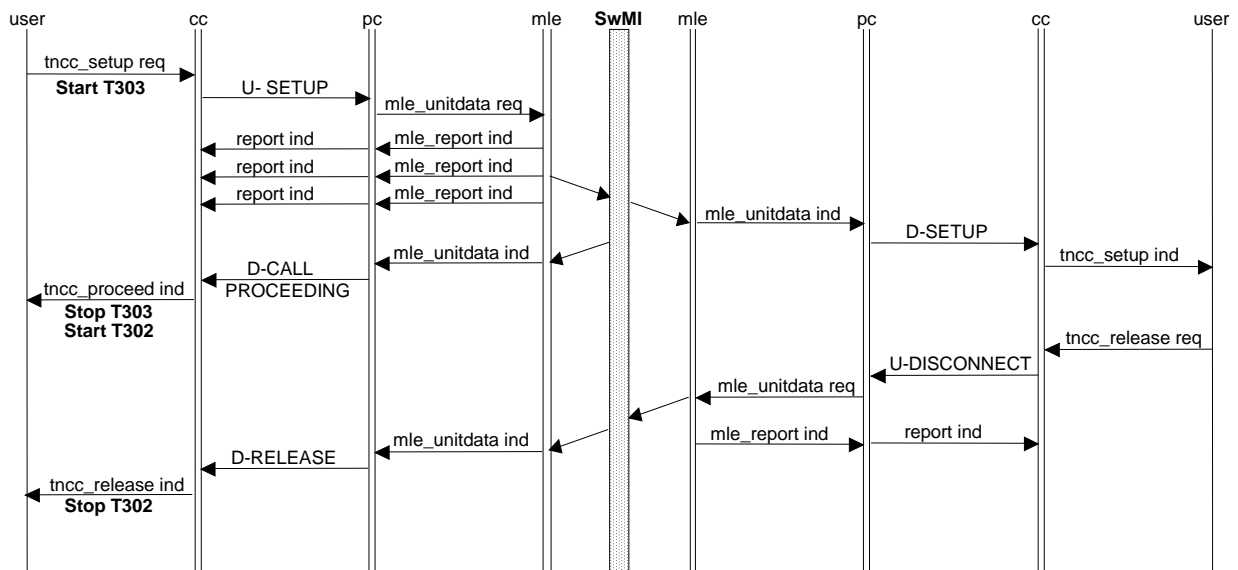 user cc pc mle SwMI mle pc cc user
tncc_setup req
Start T303
U- SETUP
mle_unitdata req
report ind mle_report ind
report ind mle_report ind
report ind mle_report ind
mle_unitdata ind
D-SETUP
tncc_setup ind
mle_unitdata ind
D-CALL
PROCEEDING
tncc_proceed ind
Stop T303
Start T302
tncc_release req
U-DISCONNECT
mle_unitdata req
mle_unitdata ind
mle_report ind report ind
D-RELEASE
tncc_release ind
Stop T302